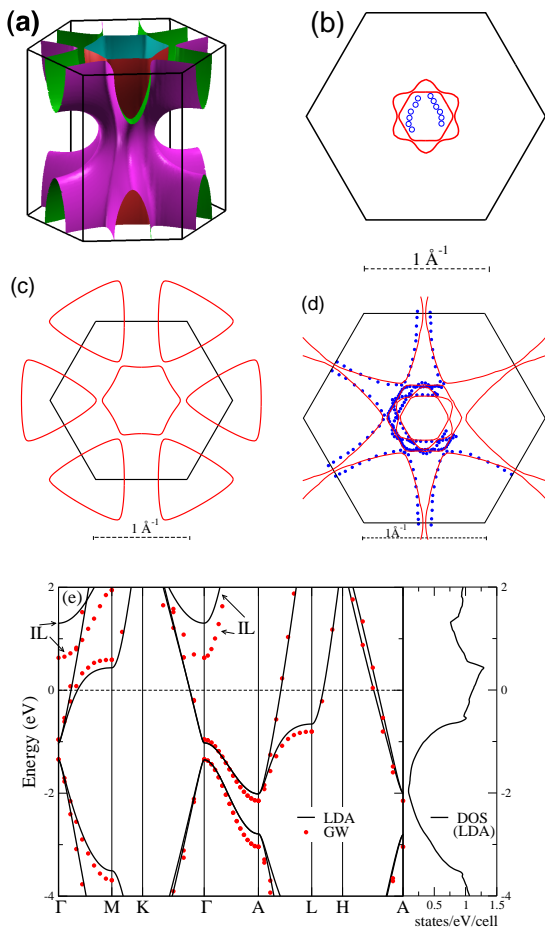 (a)
(b)
1 Å-1
(c)
(d)
1 Å-1
1Å-1
(e)
2
0
-2
-4
Energy (eV)
IL
IL
LDA
GW
Γ
M
K
Γ
A
L
H
A
2
0
-2
-4
DOS
(LDA)
0.5
1
1.5
states/eV/cell